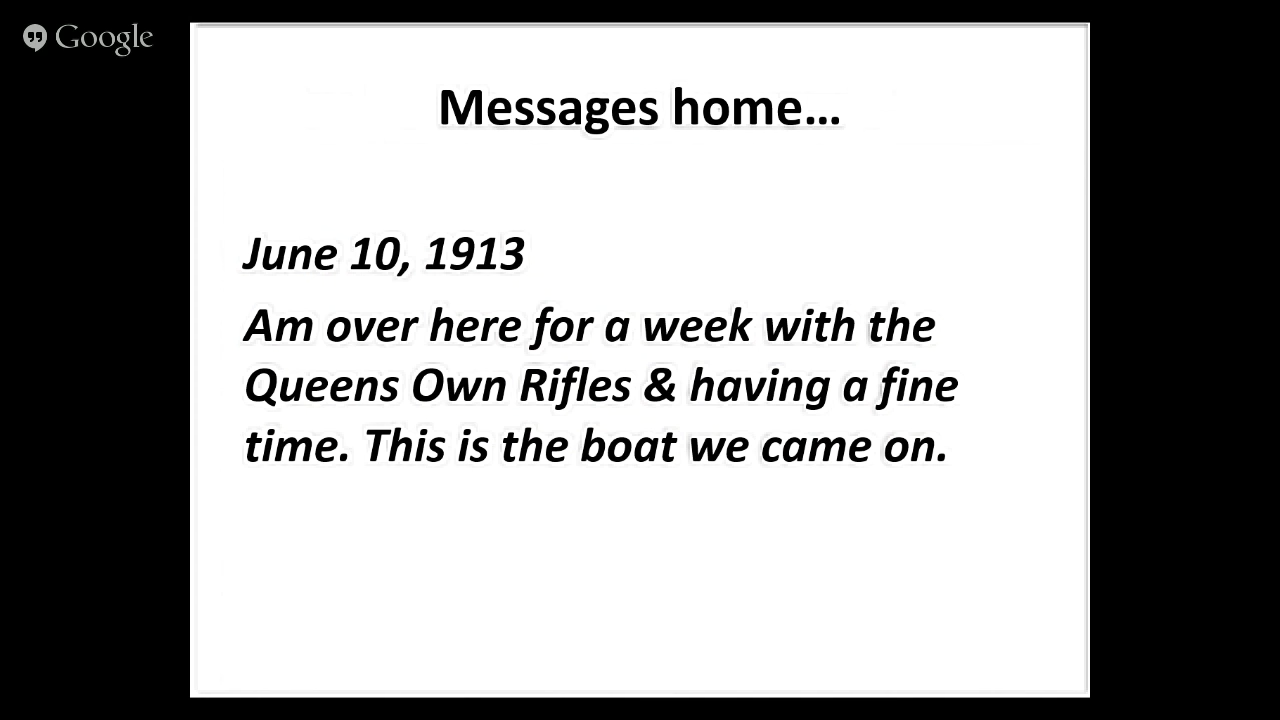 Google
Messages home...
June 10, 1913
Am over here for a week with the
Queens Own Rifles & having a fine
time. This is the boat we came on.